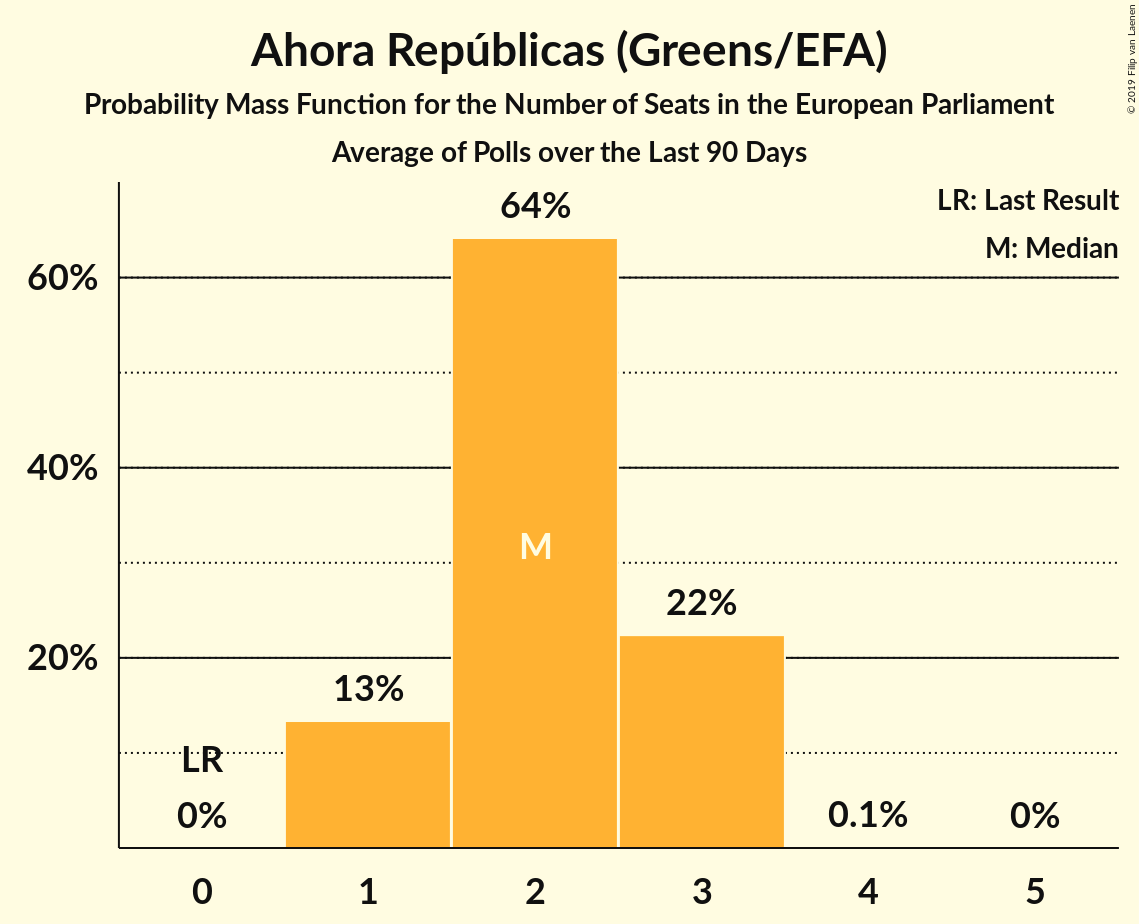 Ahora Repúblicas (Greens/EFA)
Probability Mass Function for the Number of Seats in the European Parliament
Average of Polls over the Last 90 Days
© 2019 Filip van Laenen
LR: Last Result
M: Median
64%
60%
40%
M
22%
20%
13%
LR
0%
0.1%
0%
0 1 2 3 4 5